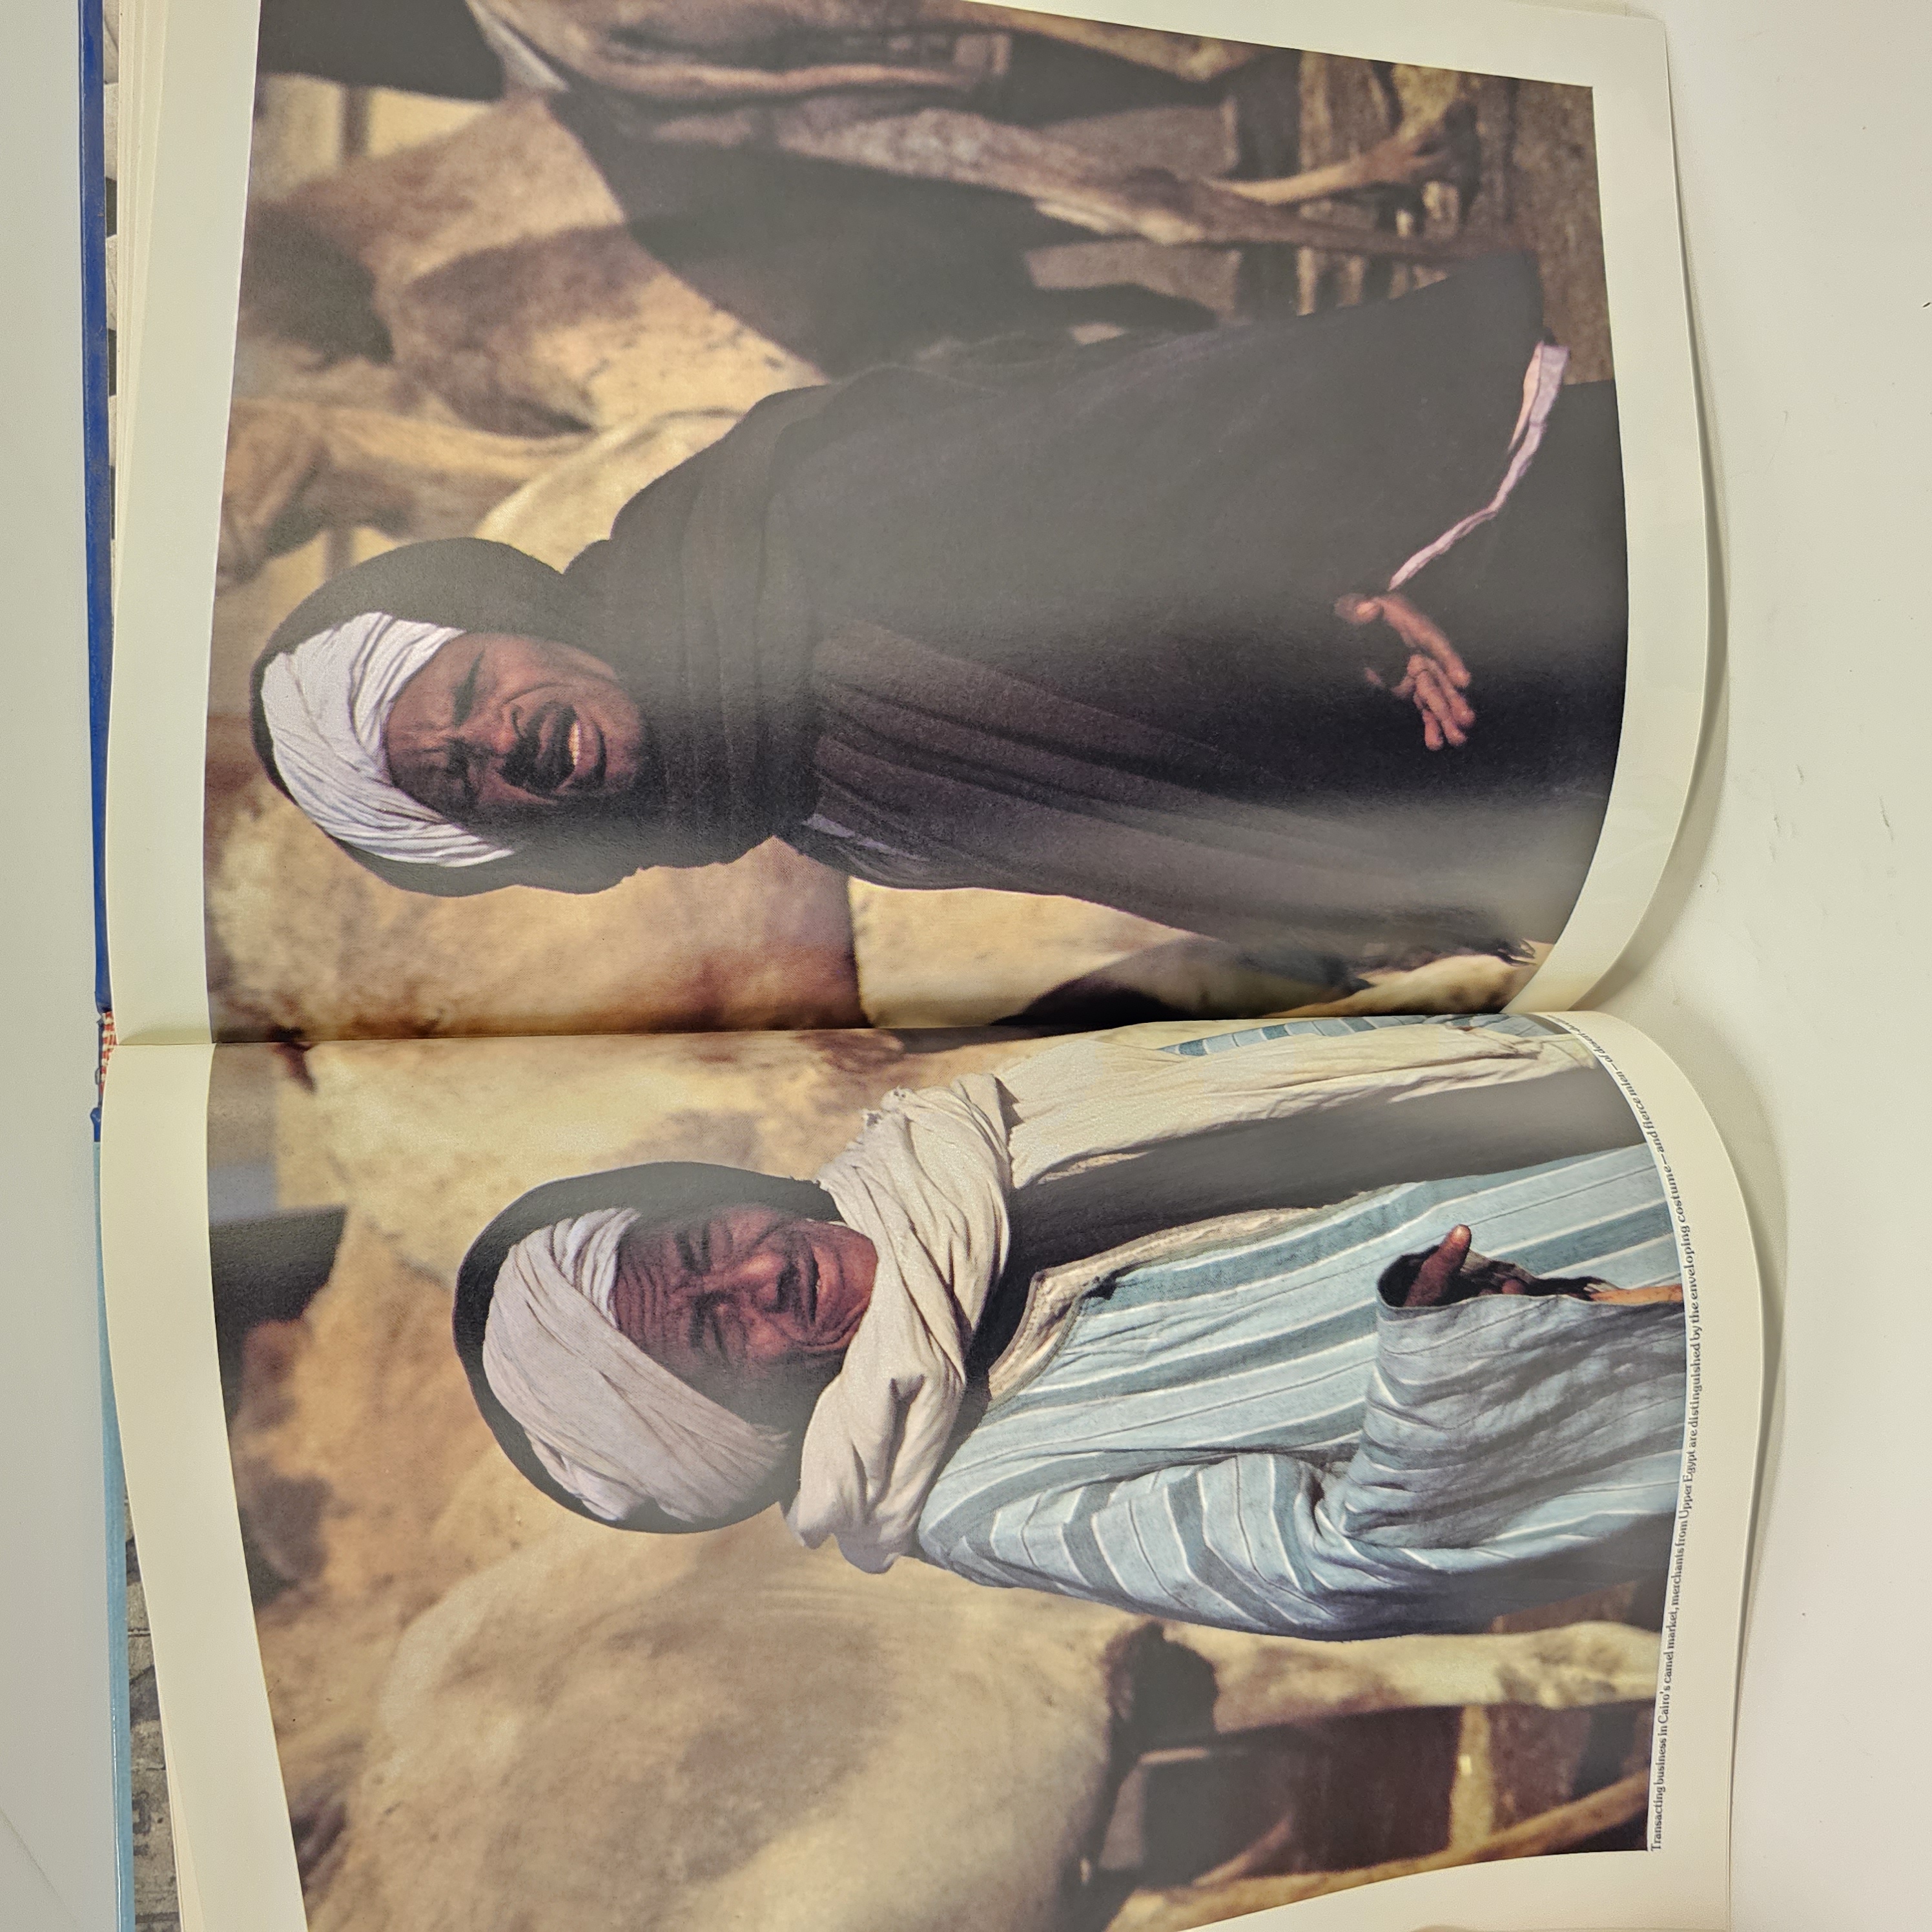 Transacting business in Cairo's camel market, merchants from Upper Egypt are distinguished by the enveloping costume—and fierce mien—of desert